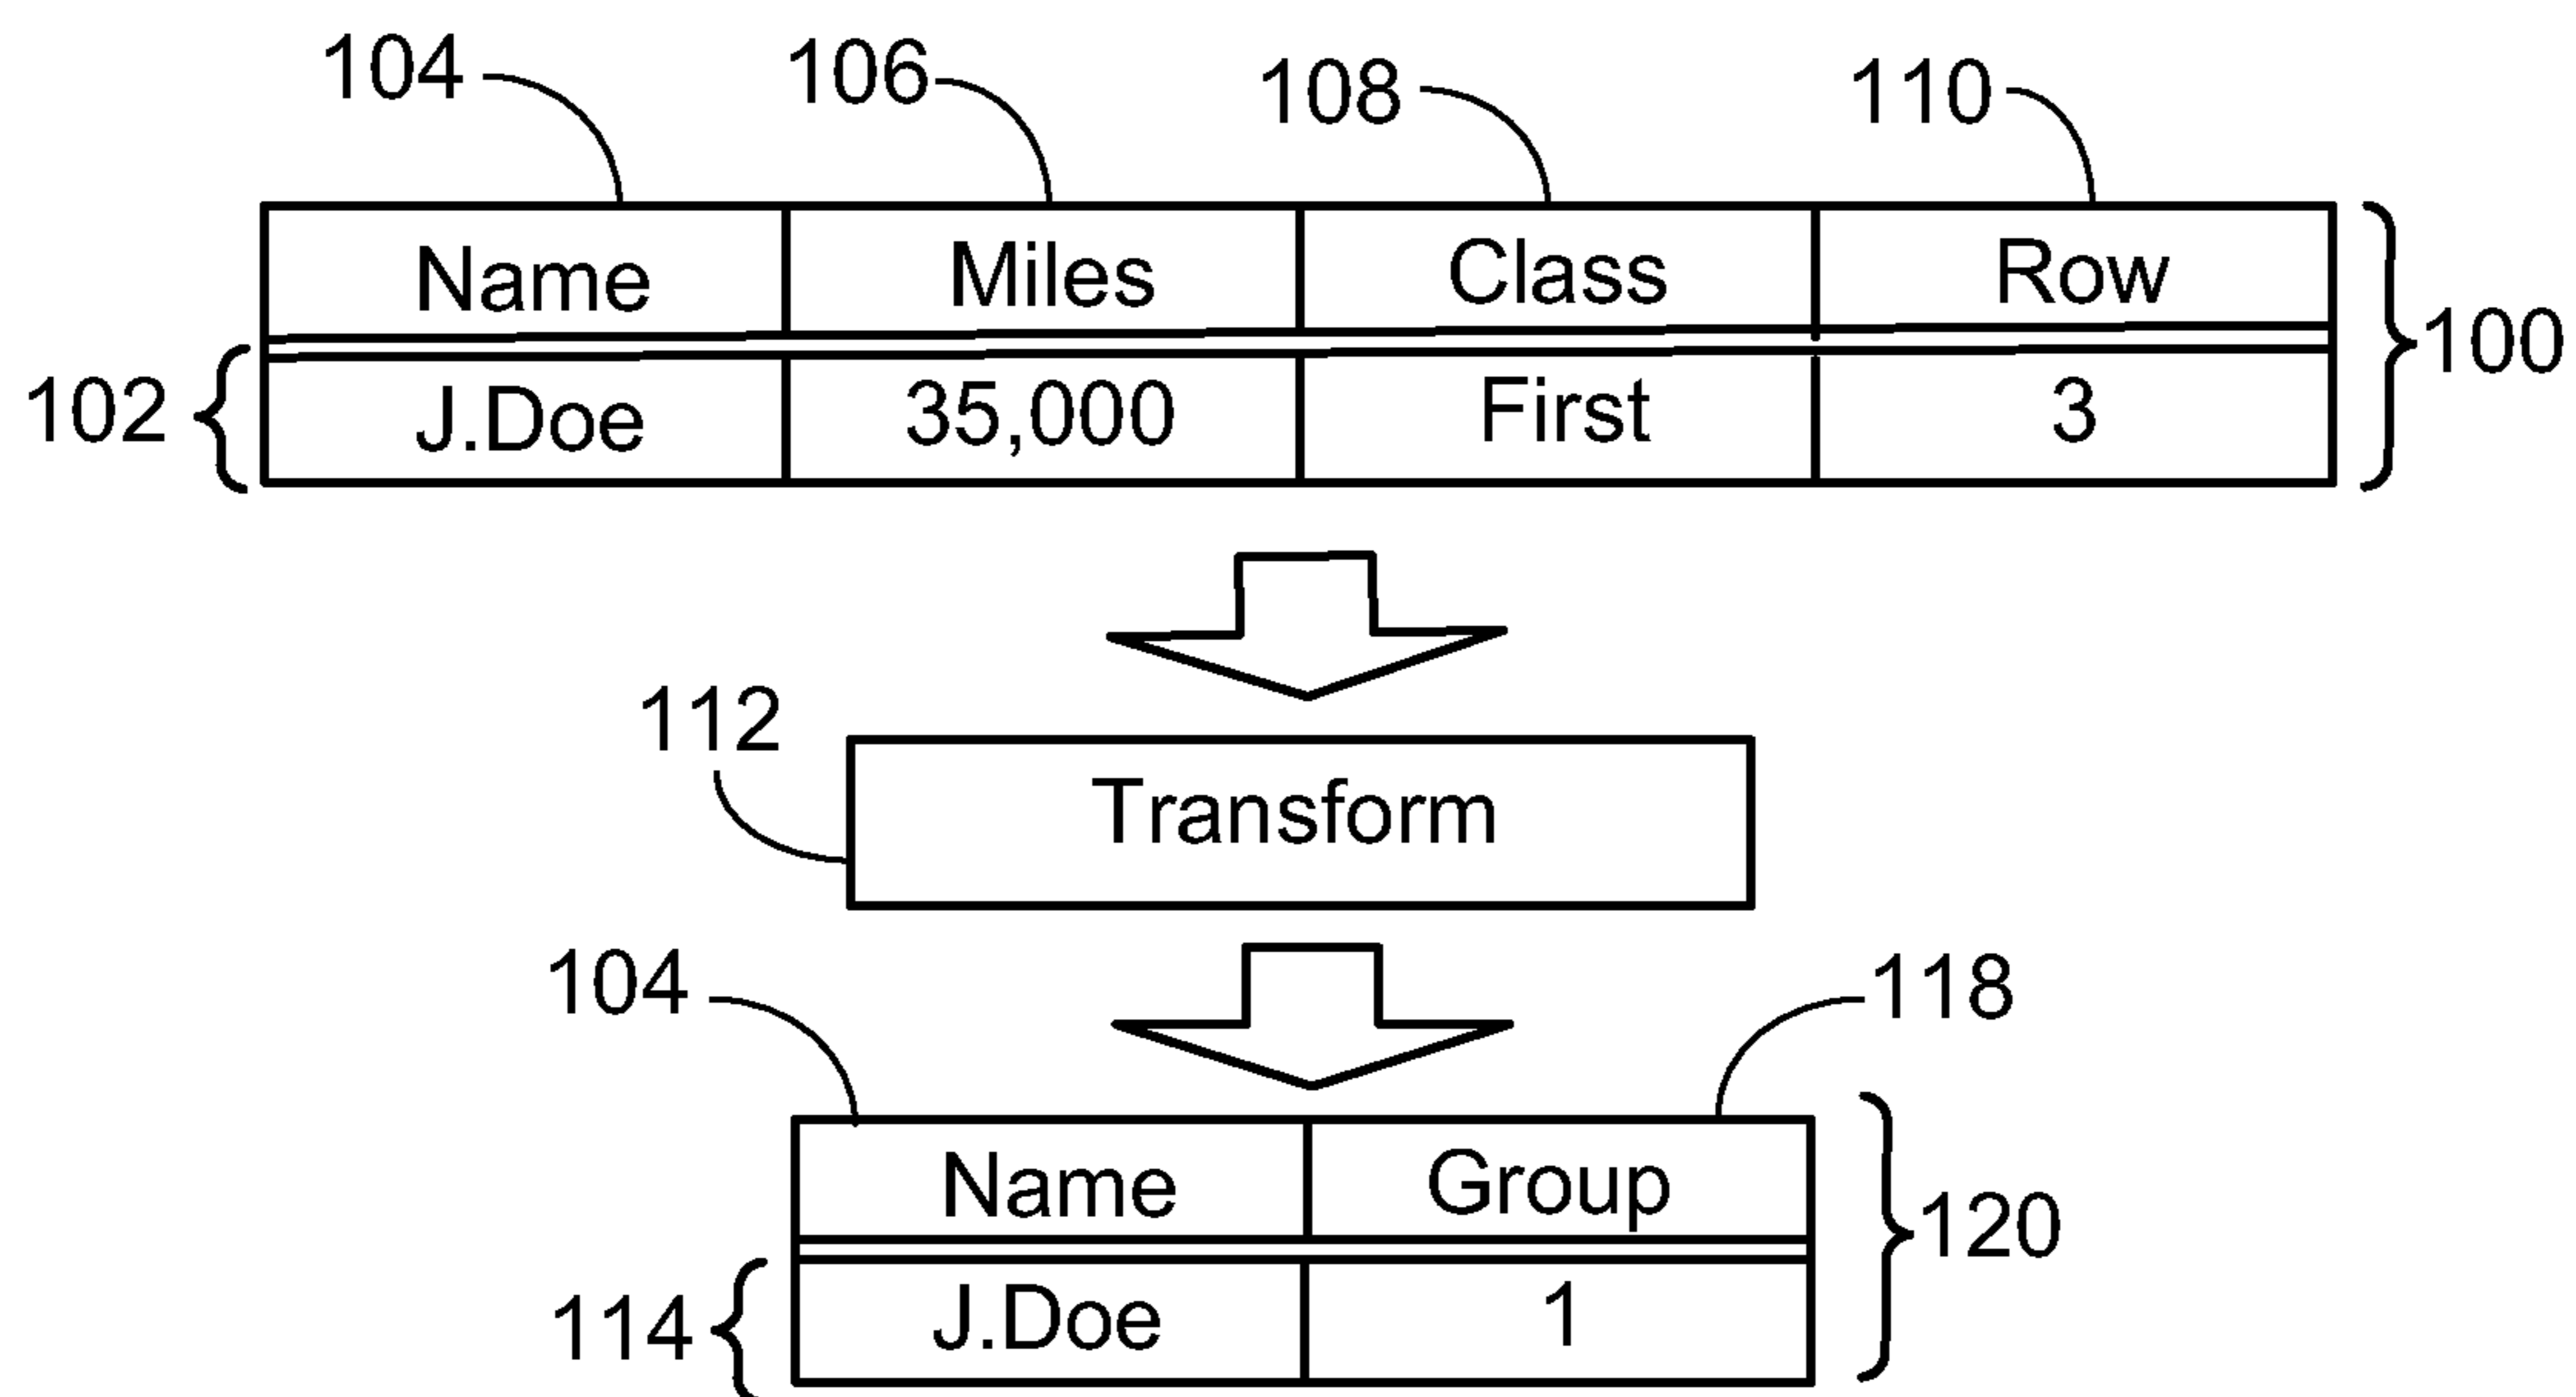 104 106 108 110
Name Miles Class Row
100
102 J.Doe 35,000 First 3
112
Transform
104 118
Name Group
120
114 J.Doe 1